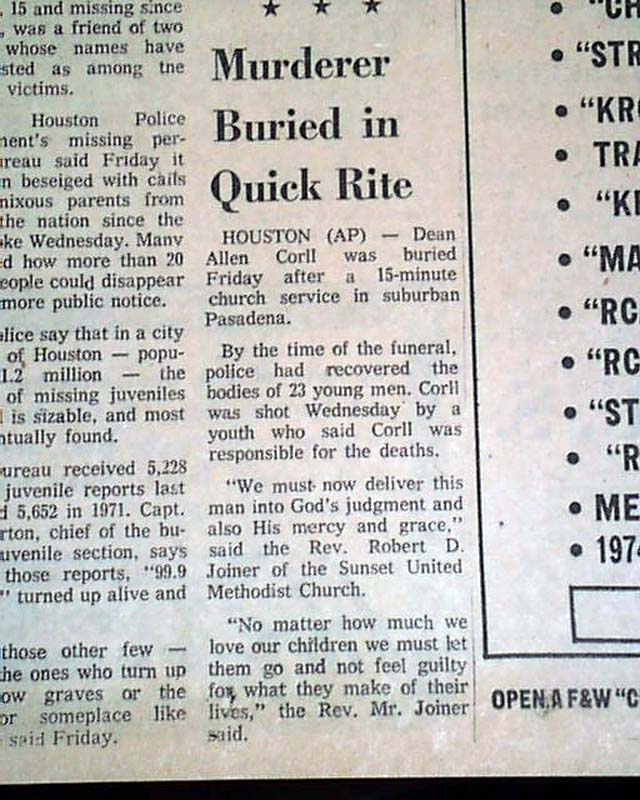 , 15 and missing since
, was a friend of two
whose names have
sted as among tne
victims.
Houston Police
nent's missing per-
ureau said Friday it
n beseiged with calls
nixous parents from
the nation since the
oke Wednesday. Many
d how more than 20
eople could disappear
more public notice.
olice say that in a city
of Houston — popu-
1.2 million — the
of missing juveniles
l is sizable, and most
ntually found.
ureau received 5,228
juvenile reports last
d 5,652 in 1971. Capt.
rton, chief of the bu-
uvenile section, says
those reports, "99.9
" turned up alive and
those other few —
he ones who turn up
ow graves or the
or someplace like
said Friday.
★ ★ ★
Murderer
Buried in
Quick Rite
HOUSTON (AP) — Dean
Allen Corll was buried
Friday after a 15-minute
church service in suburban
Pasadena.
By the time of the funeral,
police had recovered the
bodies of 23 young men. Corll
was shot Wednesday by a
youth who said Corll was
responsible for the deaths.
"We must now deliver this
man into God's judgment and
also His mercy and grace,"
said the Rev. Robert D.
Joiner of the Sunset United
Methodist Church.
"No matter how much we
love our children we must let
them go and not feel guilty
for what they make of their
lives," the Rev. Mr. Joiner
said.
• "CH
• "STR
• "KRO
• TRA
• "KI
• "MA
• "RC
• "RC
• "ST
• "R
• ME
• 197
OPEN A F&W "C